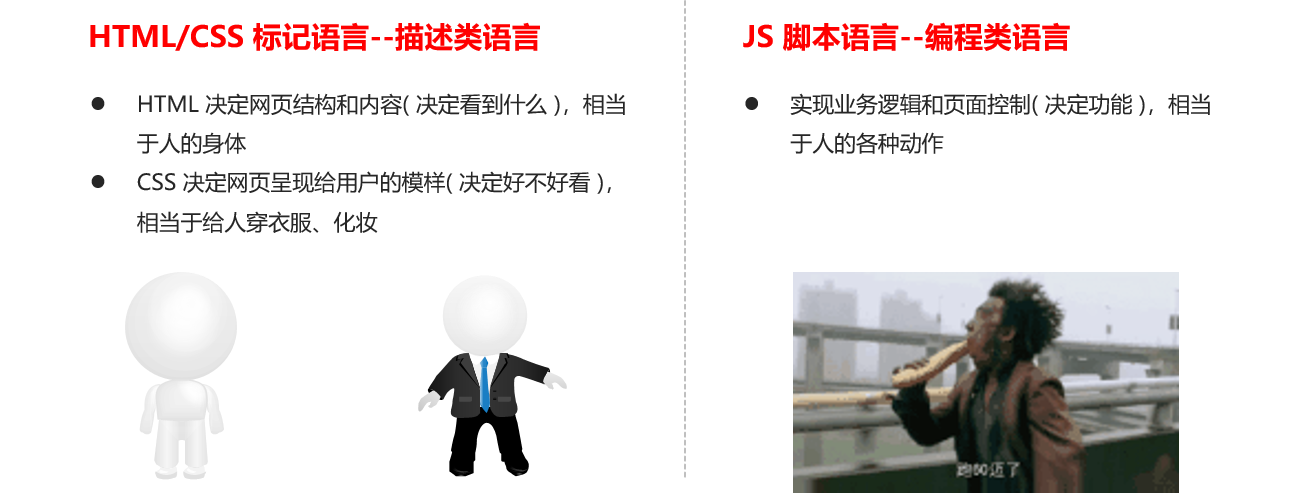 HTML/CSS 标记语言--描述类语言
● HTML 决定网页结构和内容( 决定看到什么 )，相当
于人的身体
● CSS 决定网页呈现给用户的模样( 决定好不好看 )，
相当于给人穿衣服、化妆
JS 脚本语言--编程类语言
● 实现业务逻辑和页面控制( 决定功能 )，相当
于人的各种动作
跑60迈了